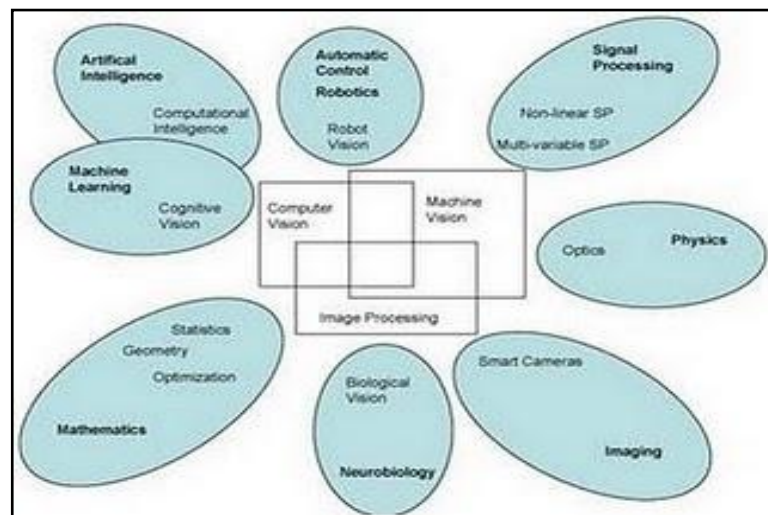 Artifical
Intelligence
Computational
Intelligence
Machine
Learning
Cognitive
Vision
Automatic
Control
Robotics
Robot
Vision
Signal
Processing
Non-linear SP
Multi-variable SP
Computer
Vision
Machine
Vision
Image Processing
Optics
Physics
Statistics
Geometry
Optimization
Mathematics
Biological
Vision
Neurobiology
Smart Cameras
Imaging